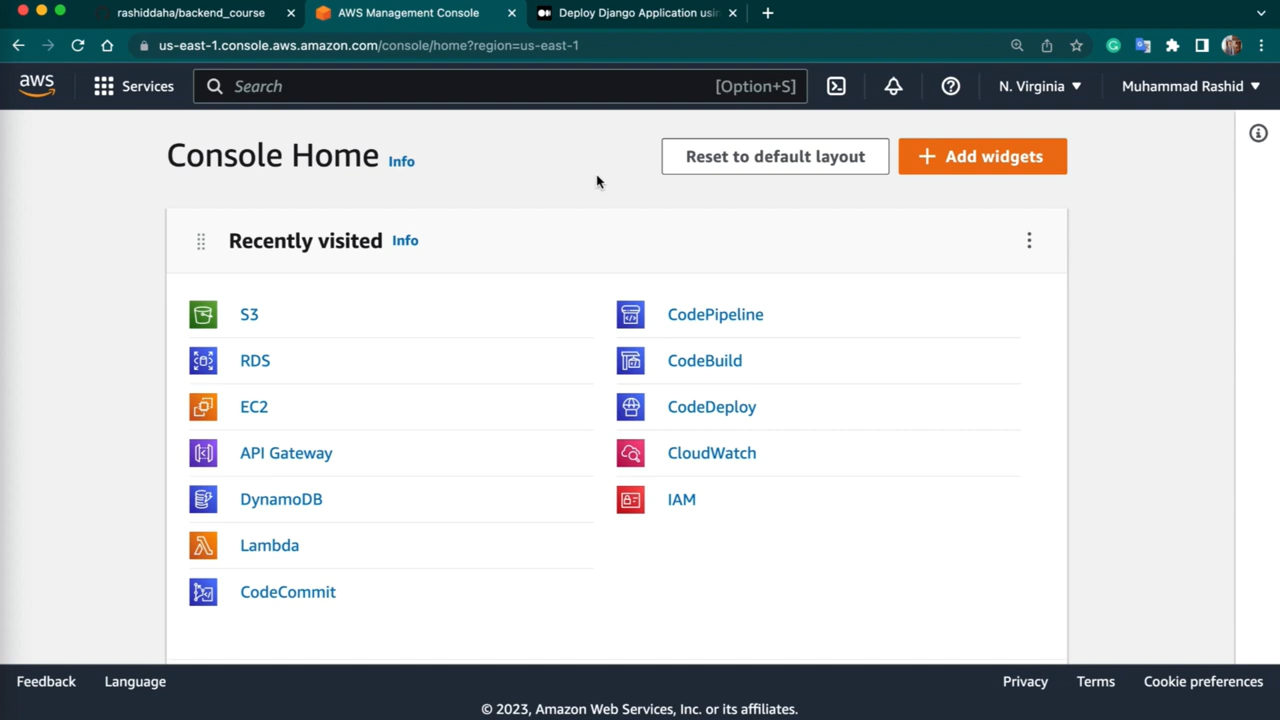 rashiddaha/backend_course
AWS Management Console
Deploy Django Application usin
us-east-1.console.aws.amazon.com/console/home?region=us-east-1
aws
Services
Search
[Option+S]
N. Virginia
Muhammad Rashid
Console Home Info
Reset to default layout
+ Add widgets
Recently visited Info
S3
RDS
EC2
API Gateway
DynamoDB
Lambda
CodeCommit
CodePipeline
CodeBuild
CodeDeploy
CloudWatch
IAM
Feedback
Language
Privacy
Terms
Cookie preferences
© 2023, Amazon Web Services, Inc. or its affiliates.